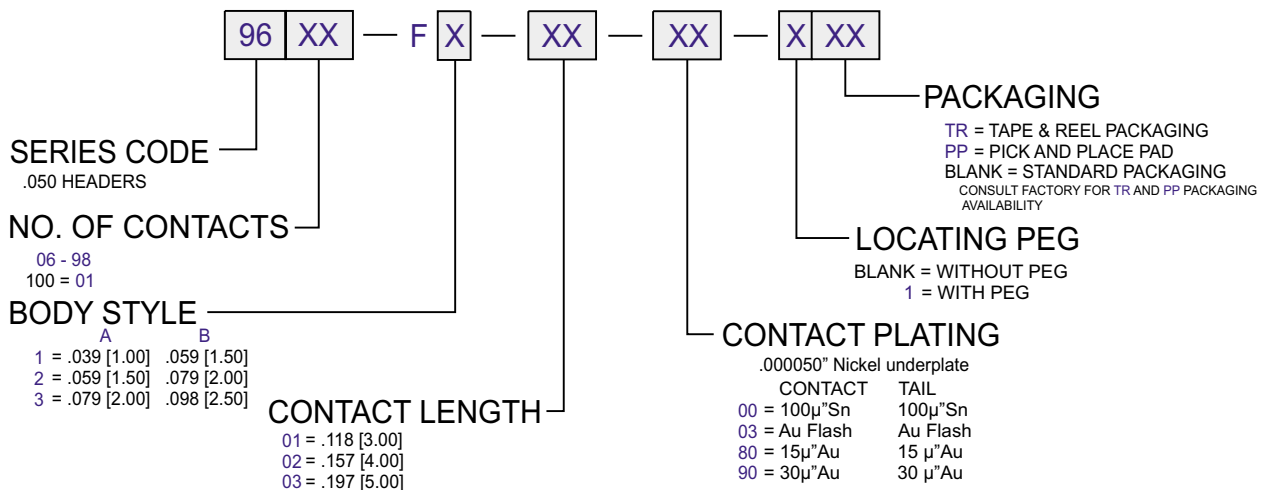 96 XX — F X — XX — XX — X XX
PACKAGING
TR = TAPE & REEL PACKAGING
PP = PICK AND PLACE PAD
BLANK = STANDARD PACKAGING
CONSULT FACTORY FOR TR AND PP PACKAGING
AVAILABILITY
SERIES CODE
.050 HEADERS
NO. OF CONTACTS
06 - 98
100 = 01
LOCATING PEG
BLANK = WITHOUT PEG
1 = WITH PEG
BODY STYLE
A B
1 = .039 [1.00] .059 [1.50]
2 = .059 [1.50] .079 [2.00]
3 = .079 [2.00] .098 [2.50]
CONTACT PLATING
.000050” Nickel underplate
CONTACT TAIL
00 = 100µ”Sn 100µ”Sn
03 = Au Flash Au Flash
80 = 15µ”Au 15 µ”Au
90 = 30µ”Au 30 µ”Au
CONTACT LENGTH
01 = .118 [3.00]
02 = .157 [4.00]
03 = .197 [5.00]